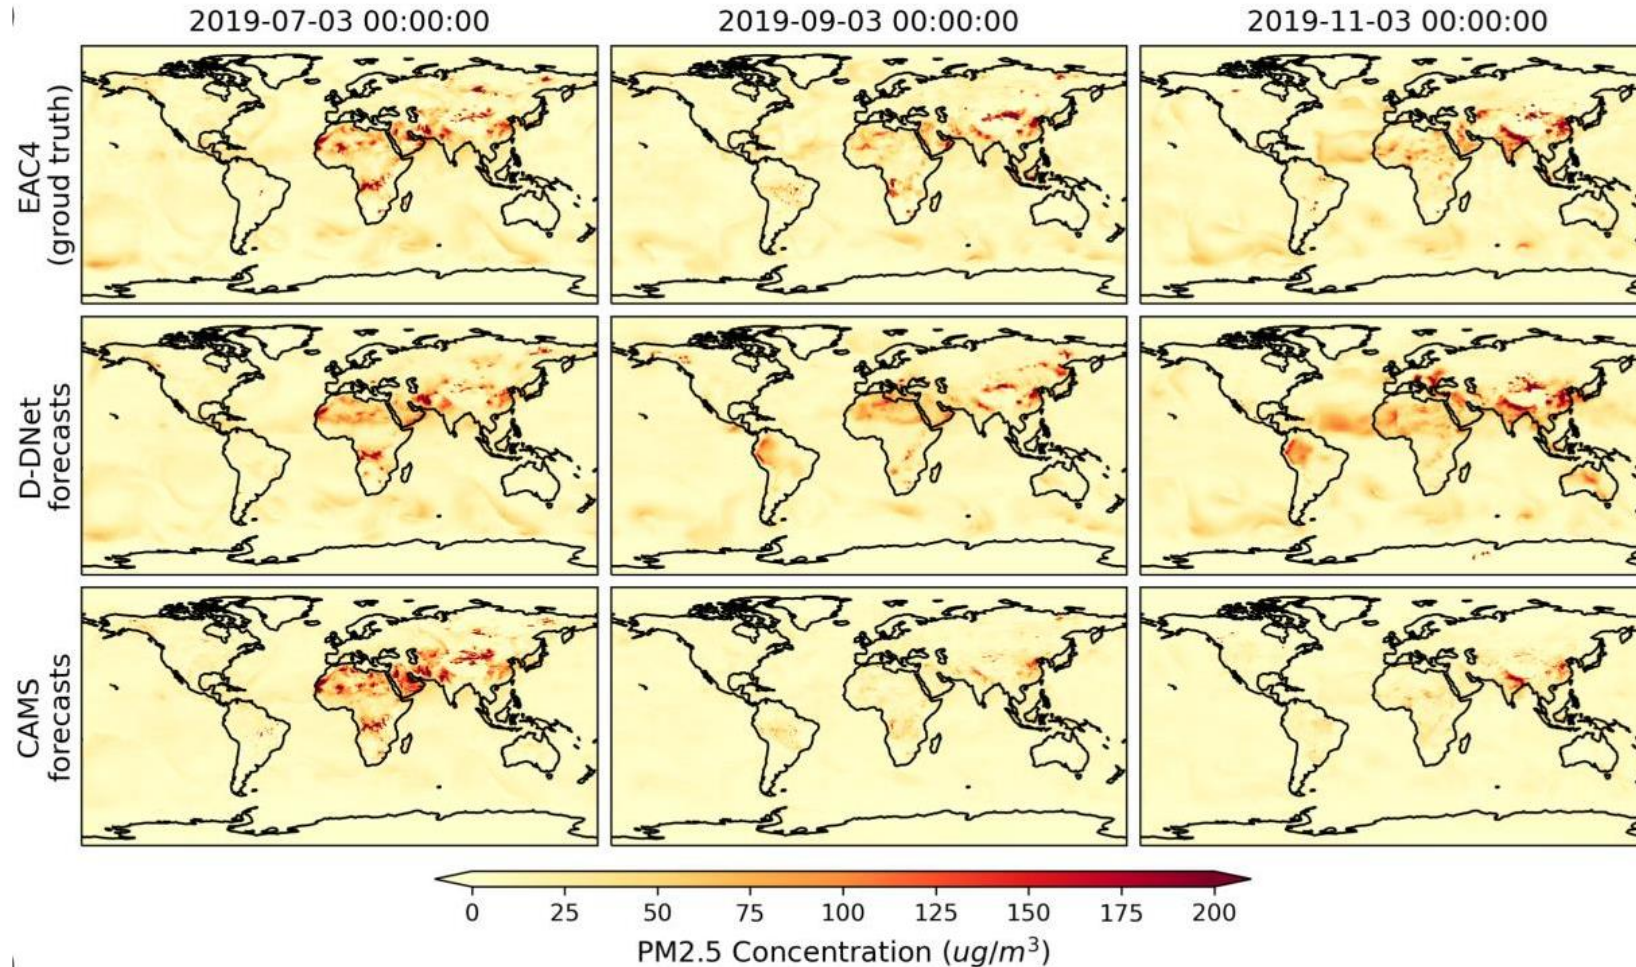 2019-07-03 00:00:00
2019-09-03 00:00:00
2019-11-03 00:00:00
EAC4
(groud truth)
D-DNet
forecasts
CAMS
forecasts
0 25 50 75 100 125 150 175 200
PM2.5 Concentration (ug/m³)